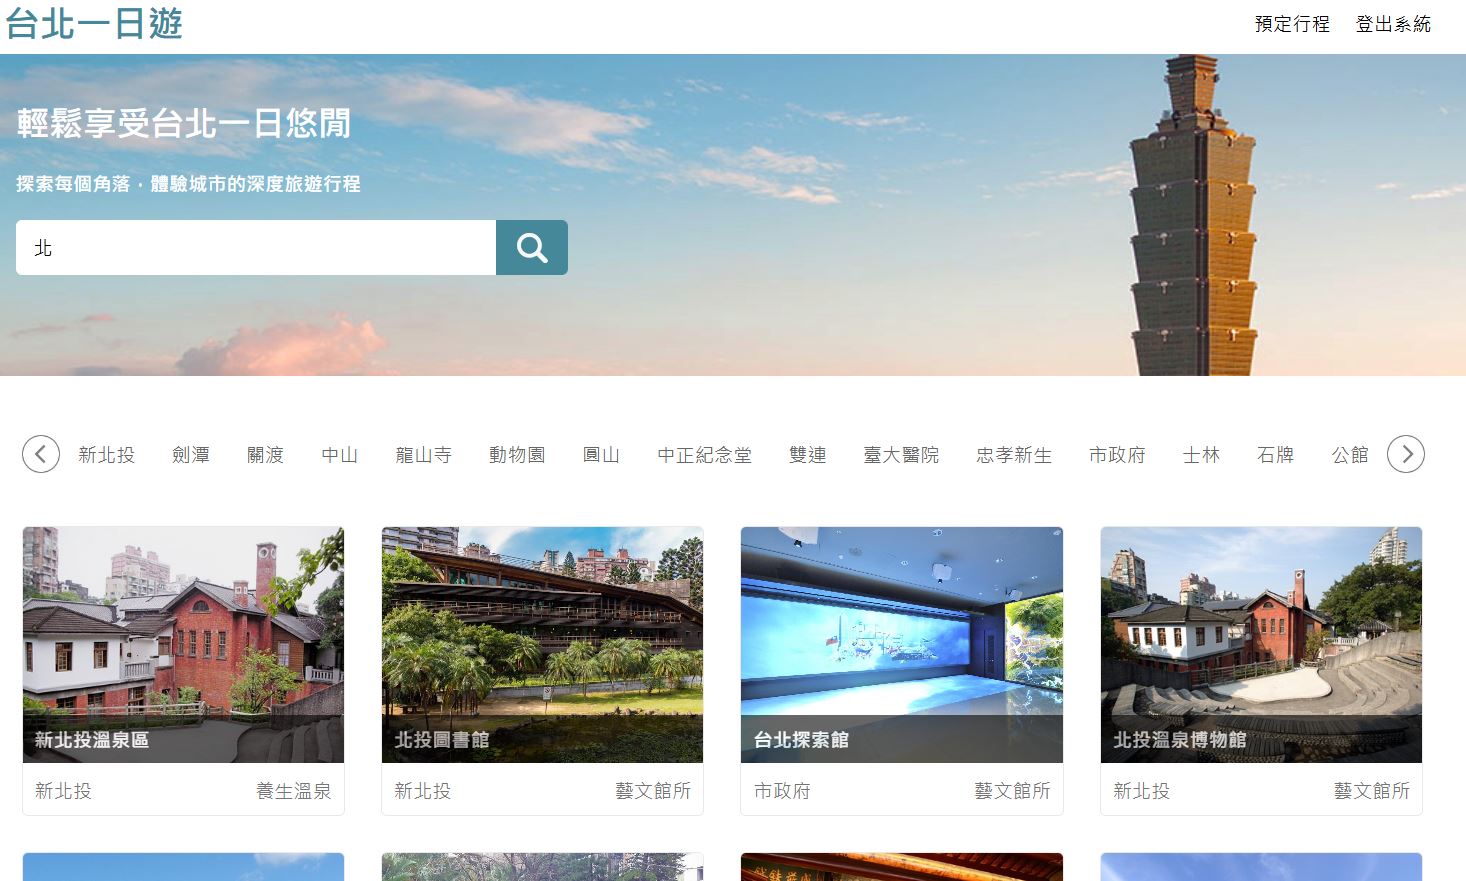 台北一日遊
預定行程 登出系統
輕鬆享受台北一日悠閒
探索每個角落，體驗城市的深度旅遊行程
北
新北投 劍潭 關渡 中山 龍山寺 動物園 圓山 中正紀念堂 雙連 臺大醫院 忠孝新生 市政府 士林 石牌 公館
新北投溫泉區
新北投 養生溫泉
北投圖書館
新北投 藝文館所
台北探索館
市政府 藝文館所
北投溫泉博物館
新北投 藝文館所